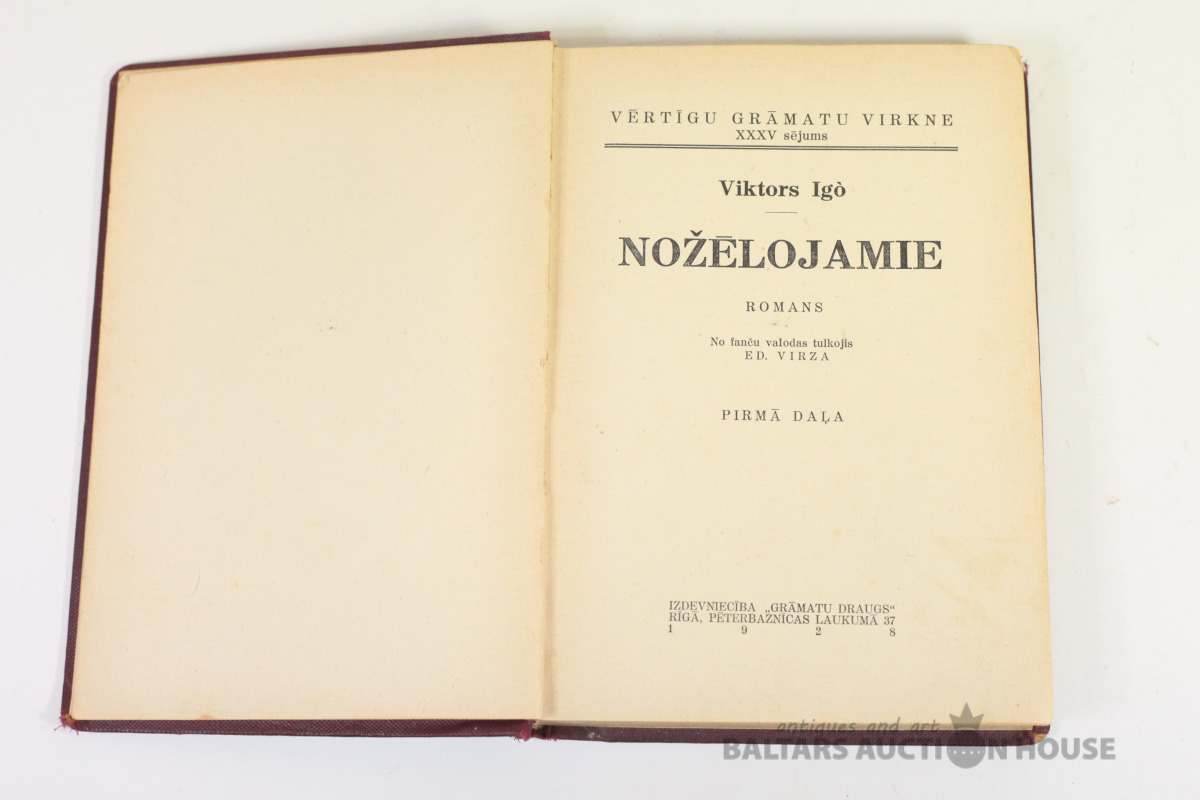 VĒRTĪGU GRĀMATU VIRKNE
XXXV sējums
Viktors Igò
NOŽĒLOJAMIE
ROMANS
No fanču valodas tulkojis
ED. VIRZA
PIRMĀ DAĻA
IZDEVNIECĪBA „GRĀMATU DRAUGS“
RĪGĀ, PĒTERBAZNĪCAS LAUKUMĀ 37
1 9 2 8
antiques and art
BALTARS AUCTION HOUSE